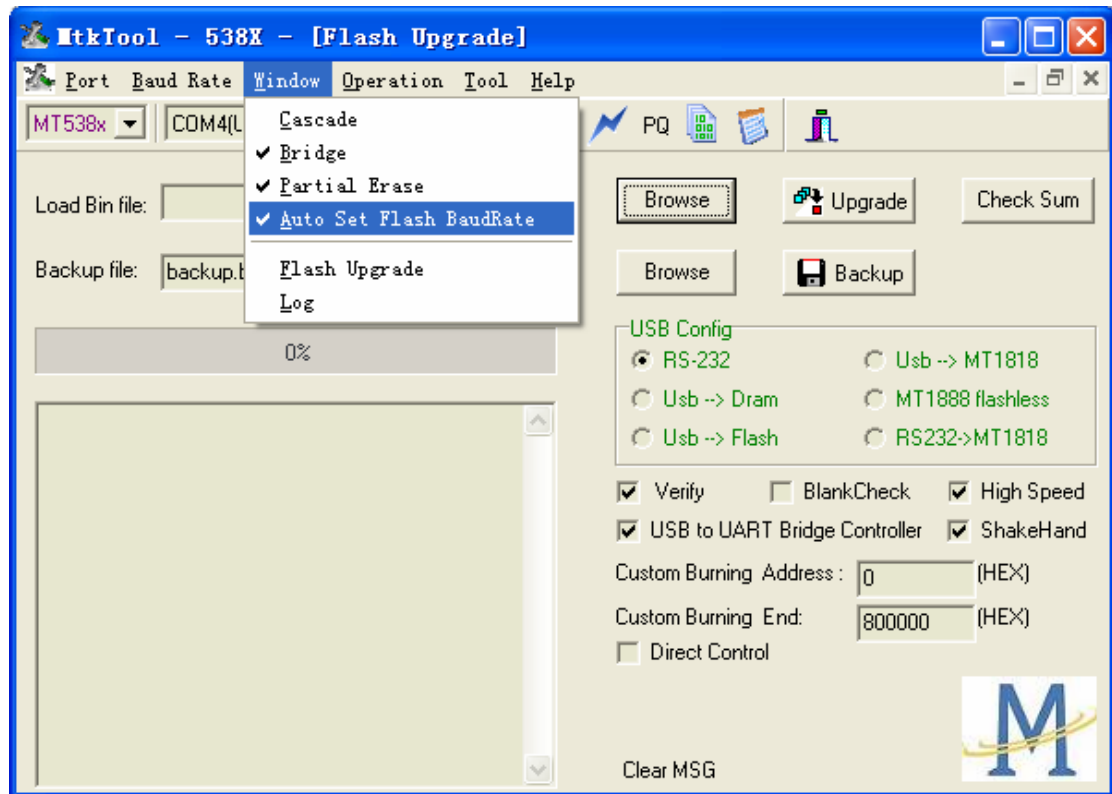 MtkTool - 538X - [Flash Upgrade]
Port Baud Rate Window Operation Tool Help
MT538x COM4(U PQ
Cascade
Bridge
Partial Erase
Auto Set Flash BaudRate
Flash Upgrade
Log
Load Bin file: Browse Upgrade Check Sum
Backup file: backup.b Browse Backup
0%
USB Config
RS-232 Usb --> MT1818
Usb --> Dram MT1888 flashless
Usb --> Flash RS232->MT1818
Verify BlankCheck High Speed
USB to UART Bridge Controller ShakeHand
Custom Burning Address : 0 (HEX)
Custom Burning End: 800000 (HEX)
Direct Control
M
Clear MSG